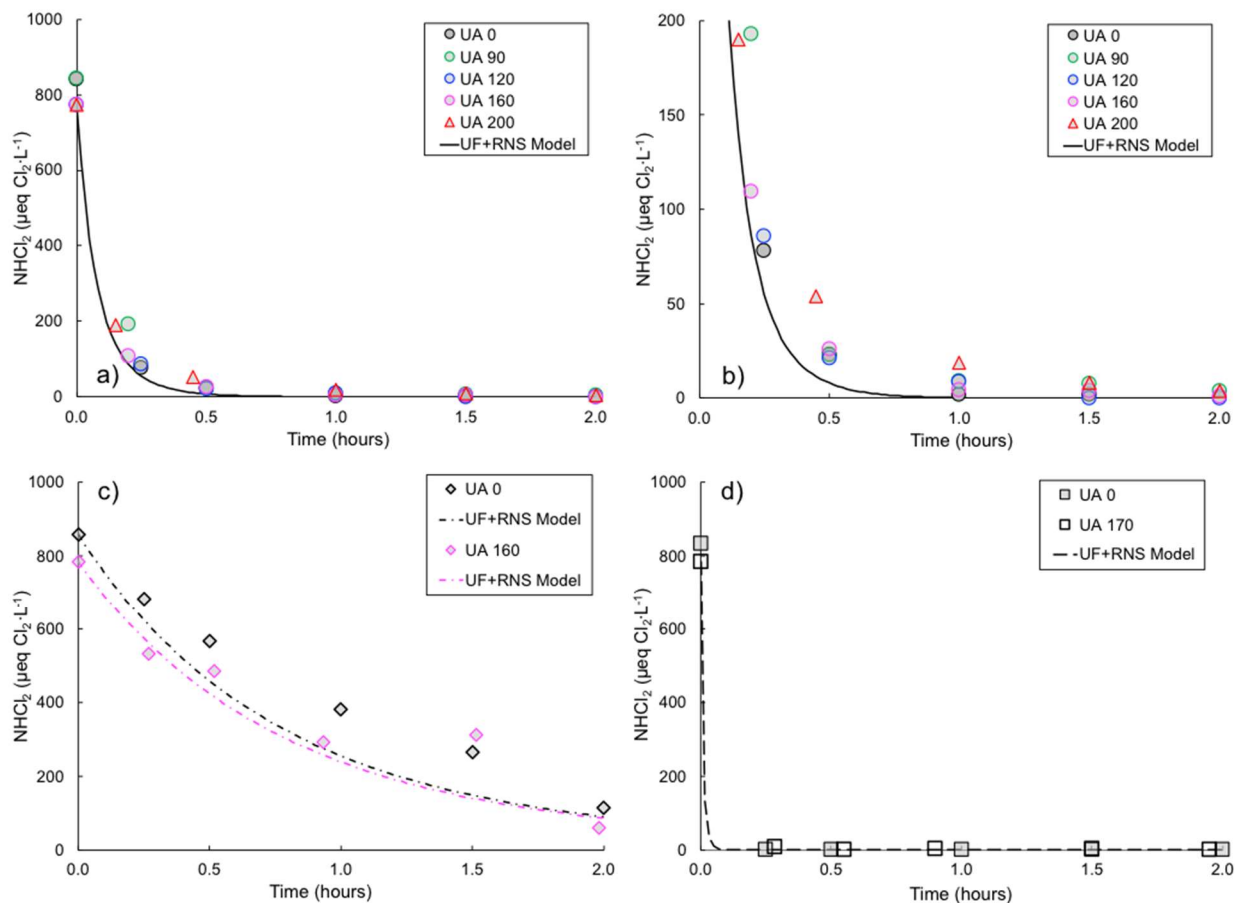 1000
800
600
400
200
0
NHCl₂ (µeq Cl₂·L⁻¹)
UA 0
UA 90
UA 120
UA 160
UA 200
UF+RNS Model
a)
0.0 0.5 1.0 1.5 2.0
Time (hours)
200
150
100
50
0
NHCl₂ (µeq Cl₂·L⁻¹)
UA 0
UA 90
UA 120
UA 160
UA 200
UF+RNS Model
b)
0.0 0.5 1.0 1.5 2.0
Time (hours)
c)
1000
800
600
400
200
0
NHCl₂ (µeq Cl₂·L⁻¹)
UA 0
UF+RNS Model
UA 160
UF+RNS Model
0.0 0.5 1.0 1.5 2.0
Time (hours)
d)
1000
800
600
400
200
0
NHCl₂ (µeq Cl₂·L⁻¹)
UA 0
UA 170
UF+RNS Model
0.0 0.5 1.0 1.5 2.0
Time (hours)